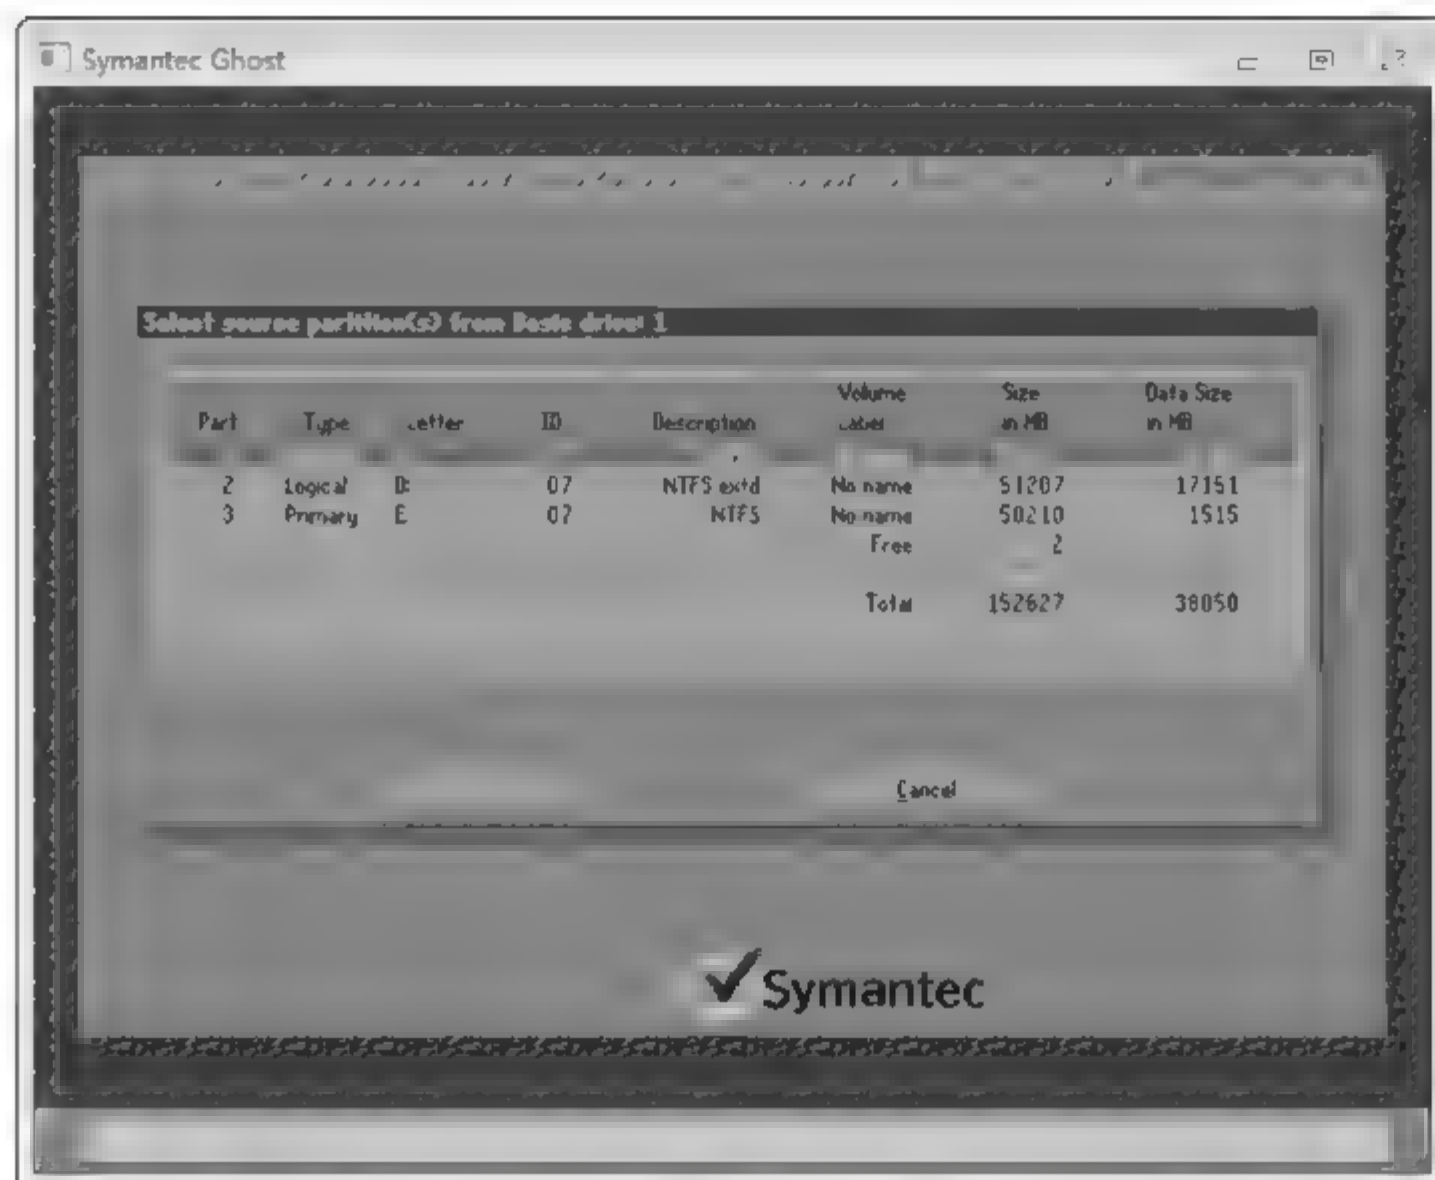 Symantec Ghost
Select source partition(s) from Basic drive: 1
Volume Size Data Size
Part Type Letter ID Description Label in MB in MB
2 Logical D: 07 NTFS extd No name 51207 17151
3 Primary E: 07 NTFS No name 50210 1515
Free 2
Total 152627 38050
Cancel
Symantec